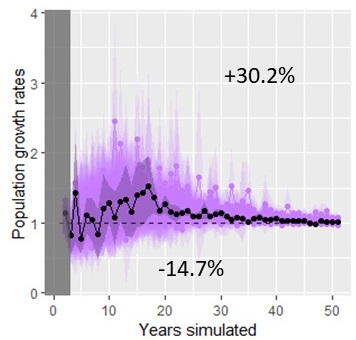 Population growth rates
4
3
2
1
0
+30.2%
-14.7%
0 10 20 30 40 50
Years simulated